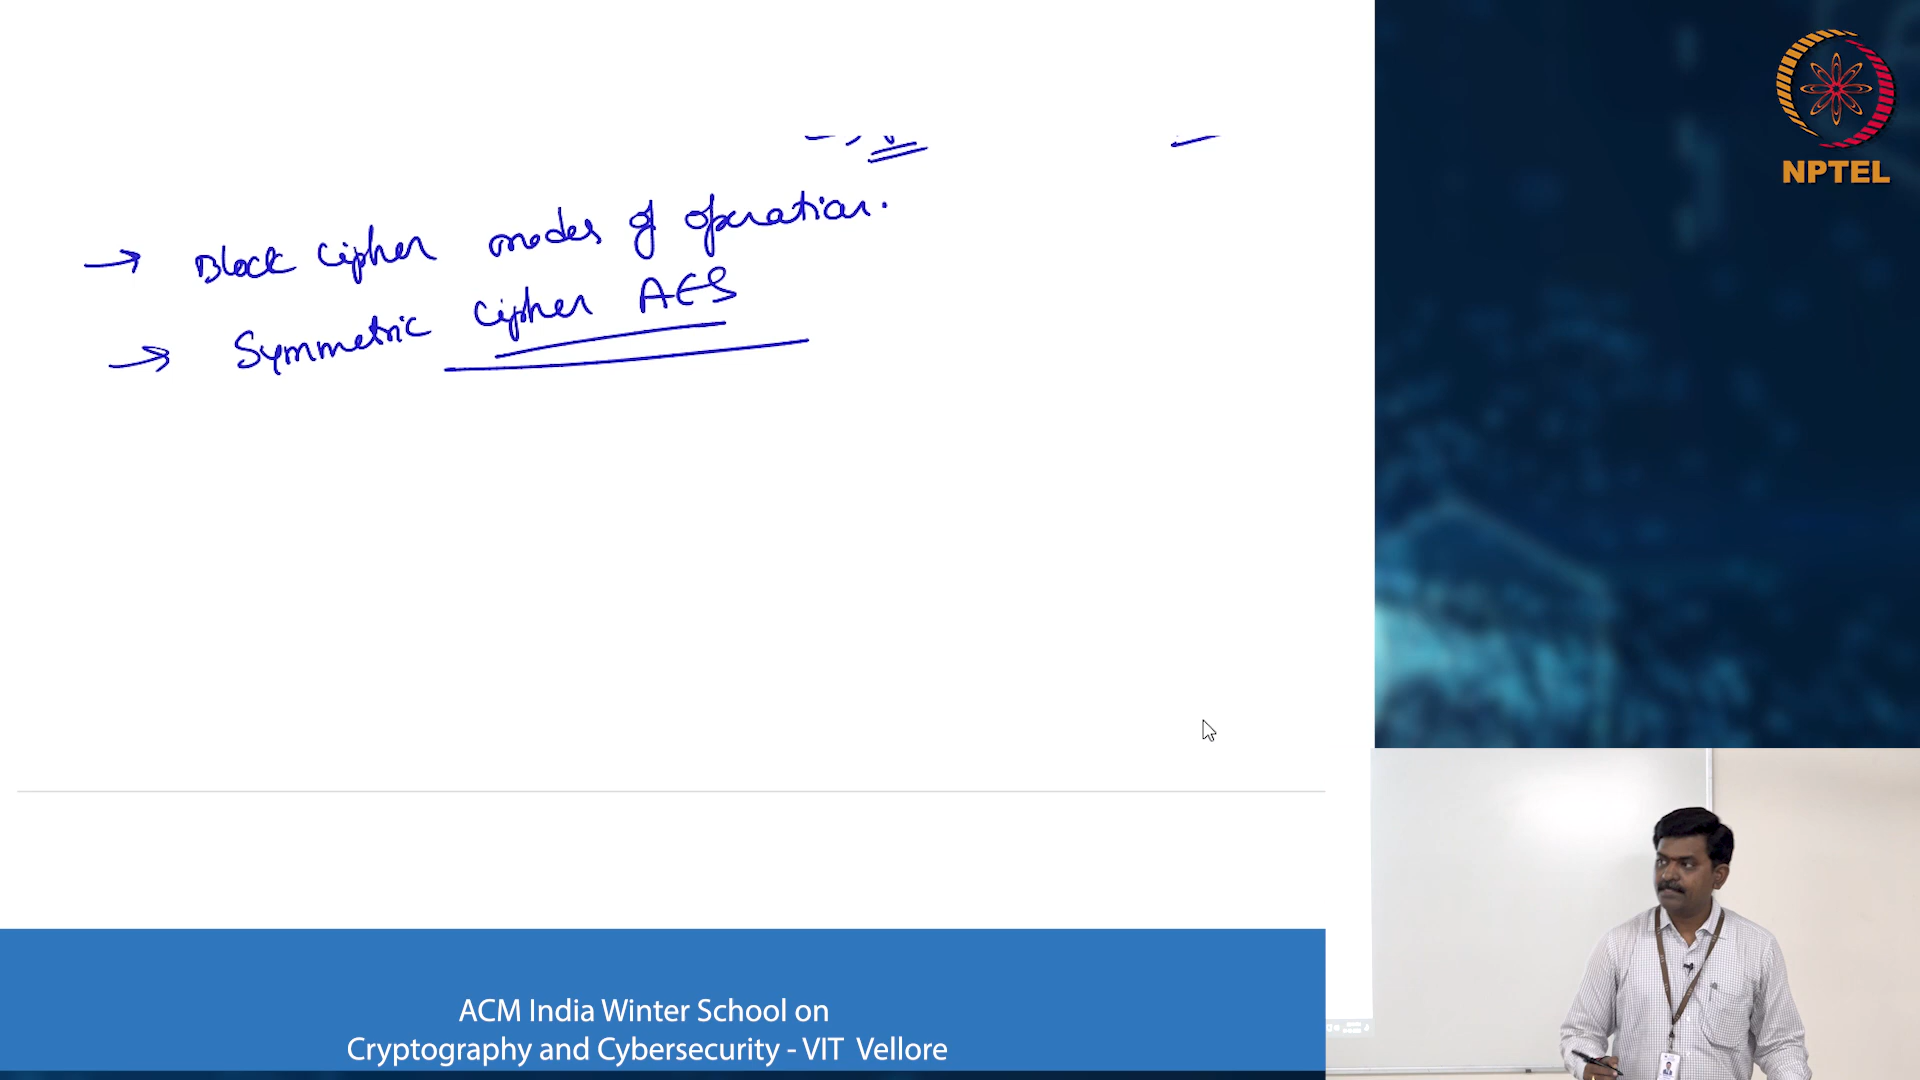 NPTEL
→ Block cipher modes of operation.
→ Symmetric cipher AES
ACM India Winter School on
Cryptography and Cybersecurity - VIT Vellore